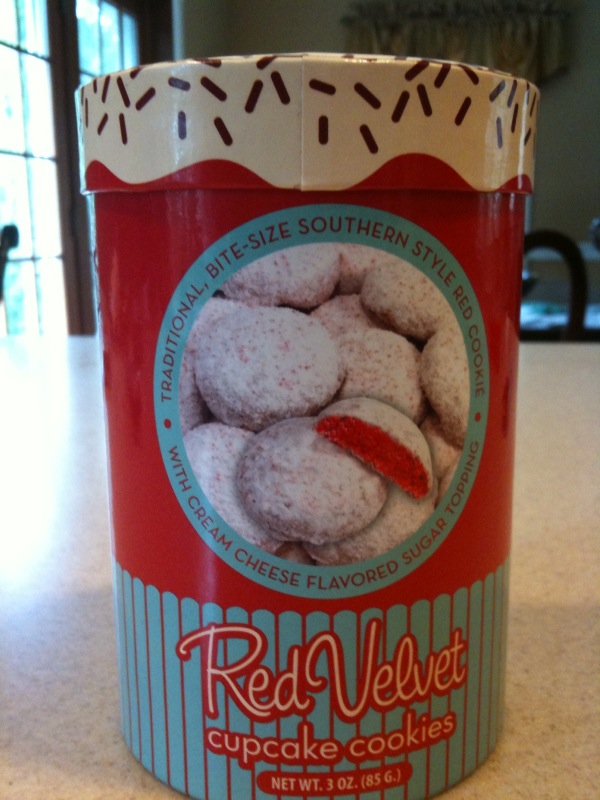 TRADITIONAL, BITE-SIZE SOUTHERN STYLE RED COOKIE
• WITH CREAM CHEESE FLAVORED SUGAR TOPPING •
Red Velvet
cupcake cookies
NET WT. 3 OZ. (85 G.)